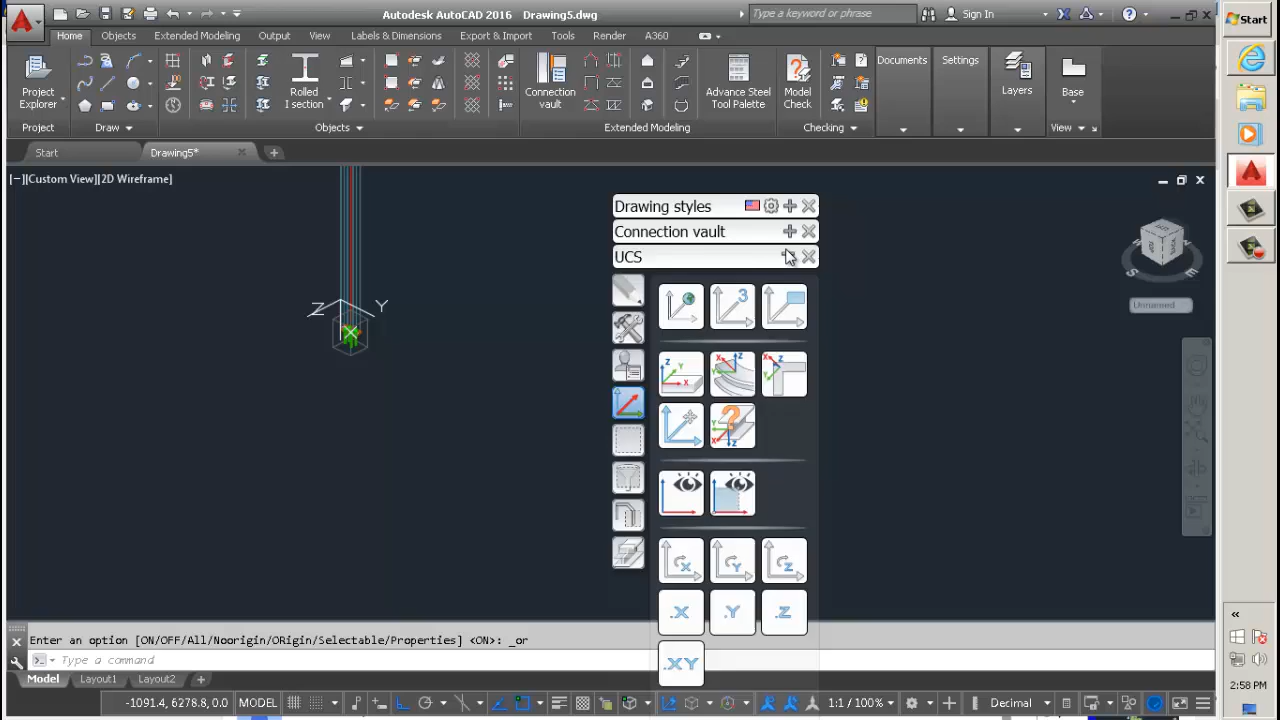 Autodesk AutoCAD 2016 Drawing5.dwg
Type a keyword or phrase
Sign In
Start
Home Objects Extended Modeling Output View Labels & Dimensions Export & Import Tools Render A360
Project Explorer
Rolled I section
Connection vault
Advance Steel Tool Palette
Model Check
Documents
Settings
Layers
Base
Project Draw Objects Extended Modeling Checking View
Start Drawing5*
[−][Custom View][2D Wireframe]
Drawing styles
Connection vault
UCS
Z Y
S E
Unnamed
3
Z Y X
X Z Y
X Z Y
Y X Z
X Y Z
.X .Y .Z
.XY
Enter an option [ON/OFF/All/Noorigin/ORigin/Selectable/Properties] <ON>: _or
Type a command
Model Layout1 Layout2
-1091.4, 6278.8, 0.0 MODEL 1:1 / 100% Decimal
2:58 PM